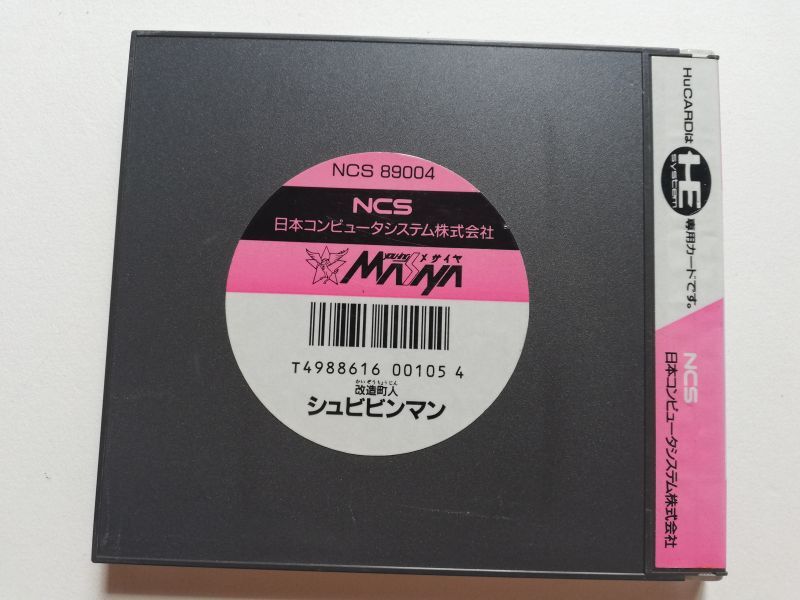 NCS 89004
NCS
日本コンピュータシステム株式会社
メサイヤ
MASAYA
T4988616 00105 4
かいぞうちょうじん
改造町人
シュビビンマン
HuCARDは
HE
system
専用カードです。
NCS
日本コンピュータシステム株式会社